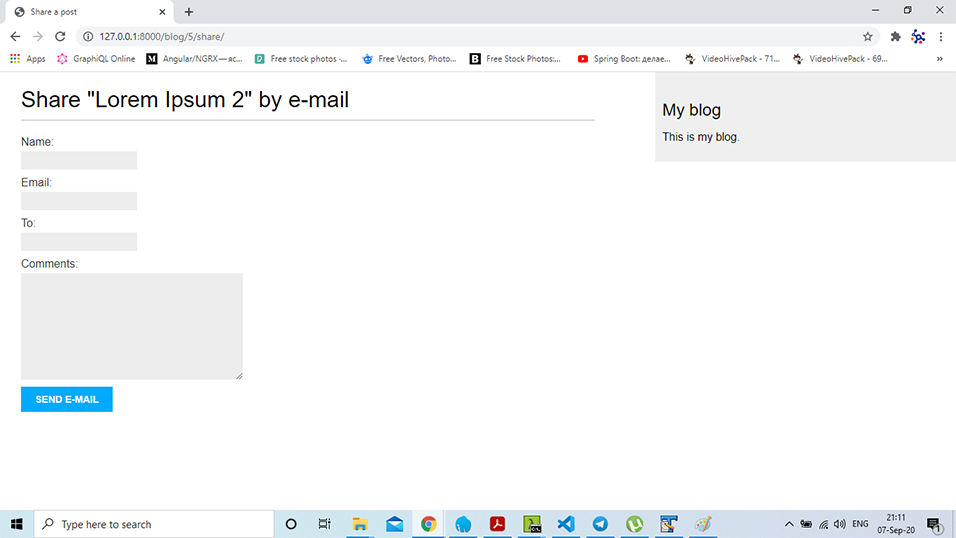 Share a post
127.0.0.1:8000/blog/5/share/
Apps GraphiQL Online Angular/NGRX — ас... Free stock photos ·... Free Vectors, Photo... Free Stock Photos:... Spring Boot: делае... VideoHivePack - 71... VideoHivePack - 69... »
Share "Lorem Ipsum 2" by e-mail
Name:
Email:
To:
Comments:
SEND E-MAIL
My blog
This is my blog.
Type here to search
ENG
21:11
07-Sep-20
1